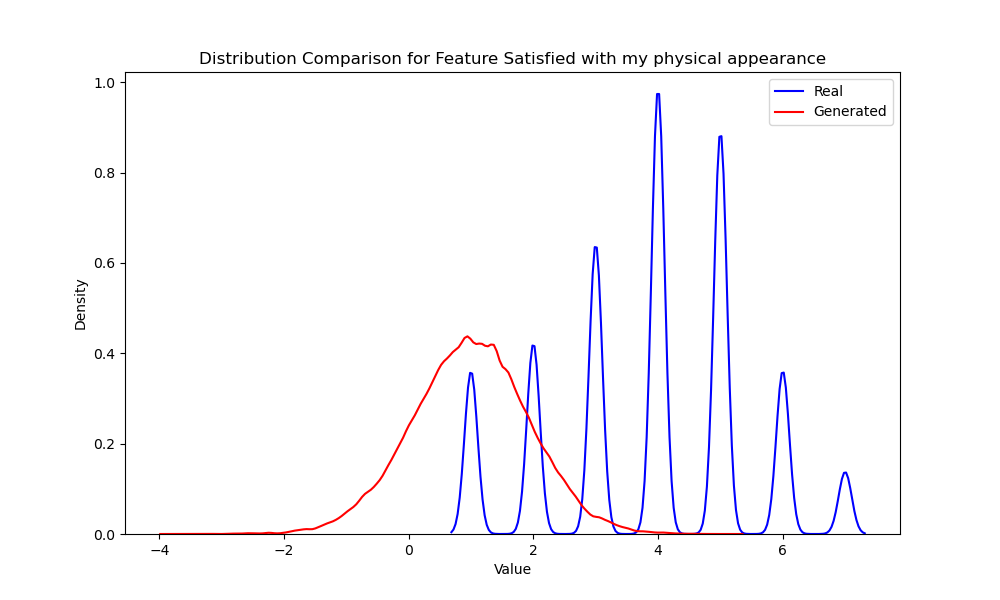 Distribution Comparison for Feature Satisfied with my physical appearance
Real
Generated
1.0
0.8
0.6
0.4
0.2
0.0
Density
−4
−2
0
2
4
6
Value